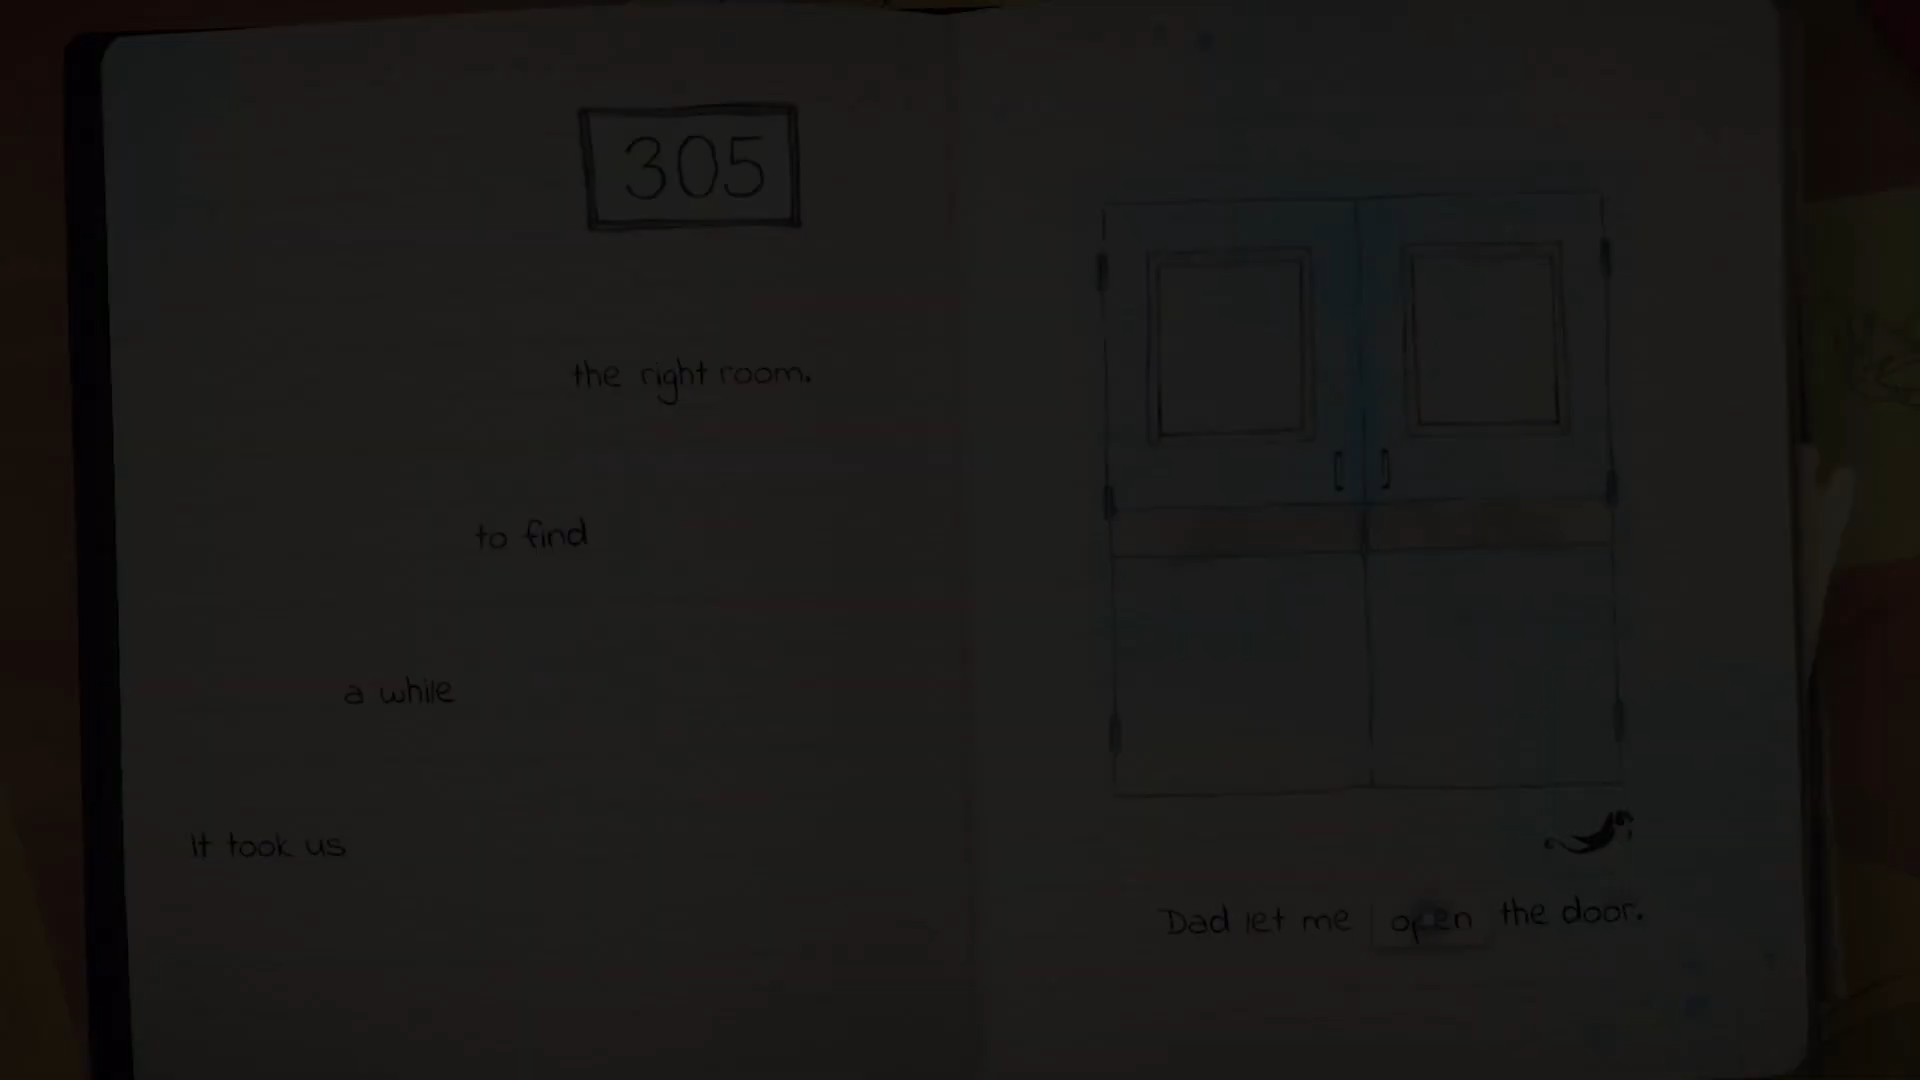 305
It took us
a while
to find
the right room.
Dad let me open the door.